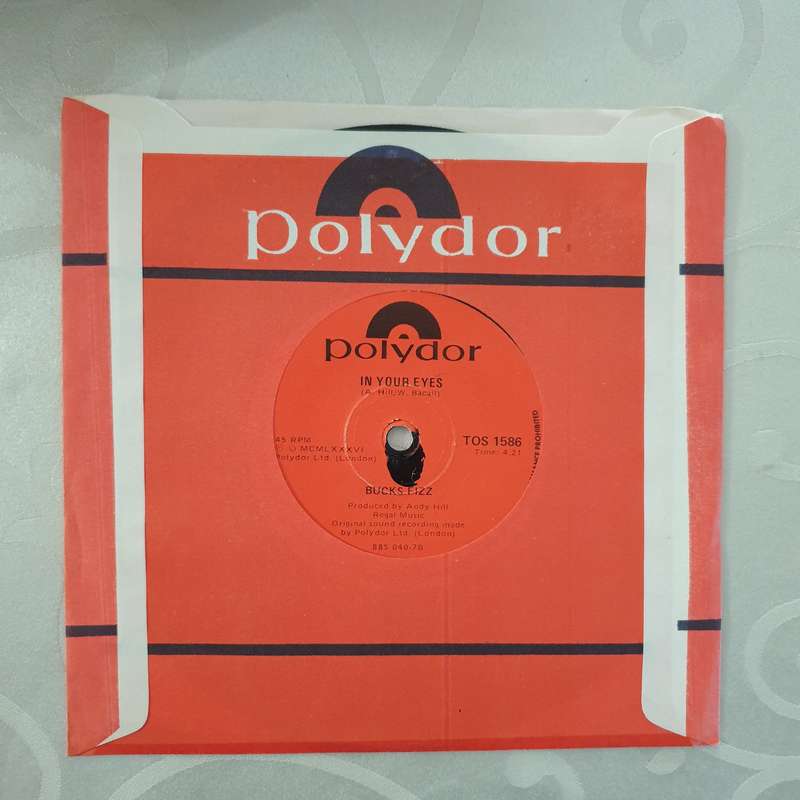 polydor
polydor
IN YOUR EYES
(A. Hill/W. Bacall)
45 RPM
TOS 1586
℗ © MCMLXXXVI
Time: 4.21
Polydor Ltd. (London)
PROHIBITED
BUCKS FIZZ
Produced by Andy Hill
Regal Music
Original sound recording made
by Polydor Ltd. (London)
885 040-7B